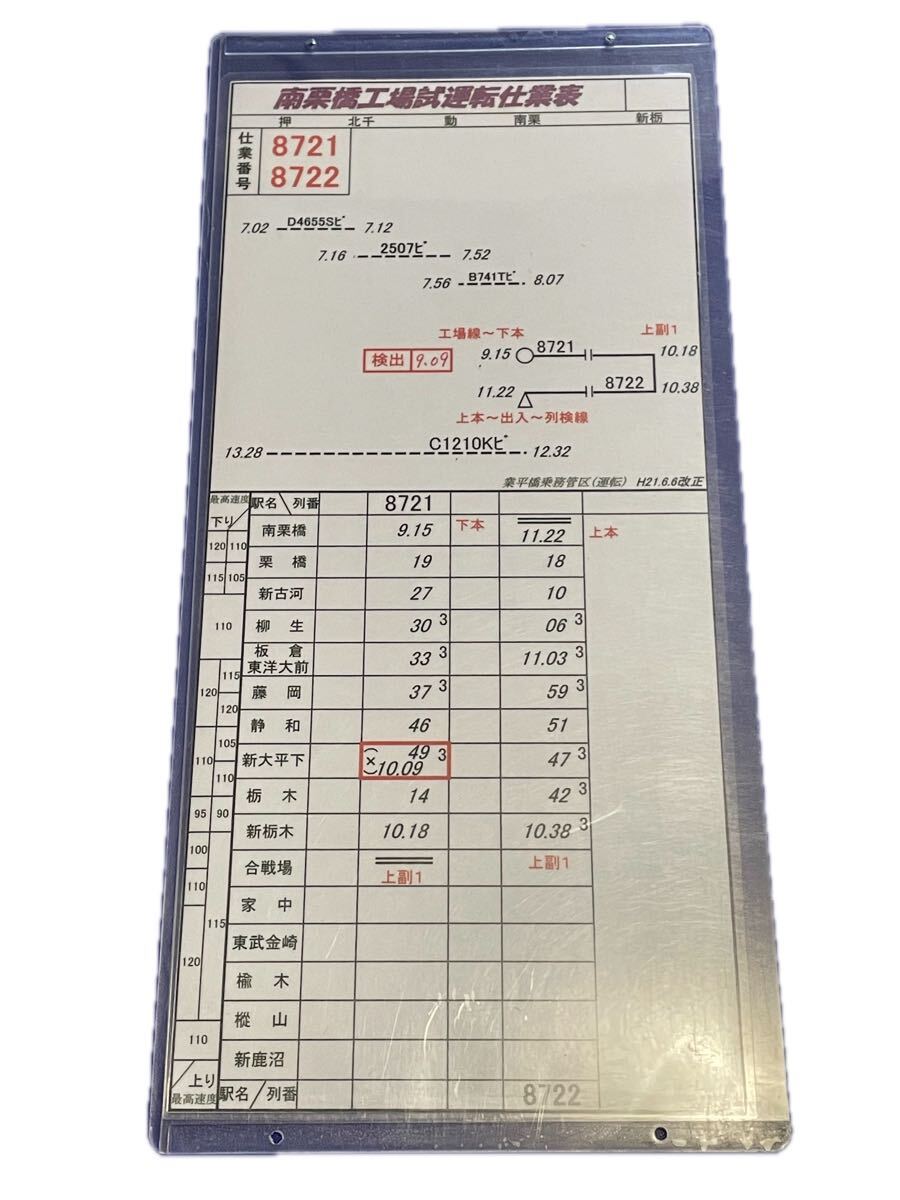 南栗橋工場試運転仕業表
押 北千 動 南栗 新栃
仕業番号 8721
8722
7.02 D4655Sビ 7.12
7.16 2507ビ 7.52
7.56 B741Tビ 8.07
工場線～下本 上副1
検出 9.09 9.15 8721 10.18
11.22 8722 10.38
上本～出入～列検線
13.28 C1210Kビ 12.32
業平橋乗務管区(運転) H21.6.6改正
最高速度 下り 駅名 列番 8721
南栗橋 9.15 下本 11.22 上本
120 110 栗橋 19 18
115 105 新古河 27 10
110 柳生 30 3 06 3
板倉東洋大前 33 3 11.03 3
120 115 藤岡 37 3 59 3
120 静和 46 51
110 105 新大平下 (×) 49 3 10.09 47 3
110 栃木 14 42 3
95 90 新栃木 10.18 10.38 3
100 合戦場 上副1 上副1
110 家中
115 東武金崎
120 楡木
樅山
110 新鹿沼
上り 最高速度 駅名 列番 8722